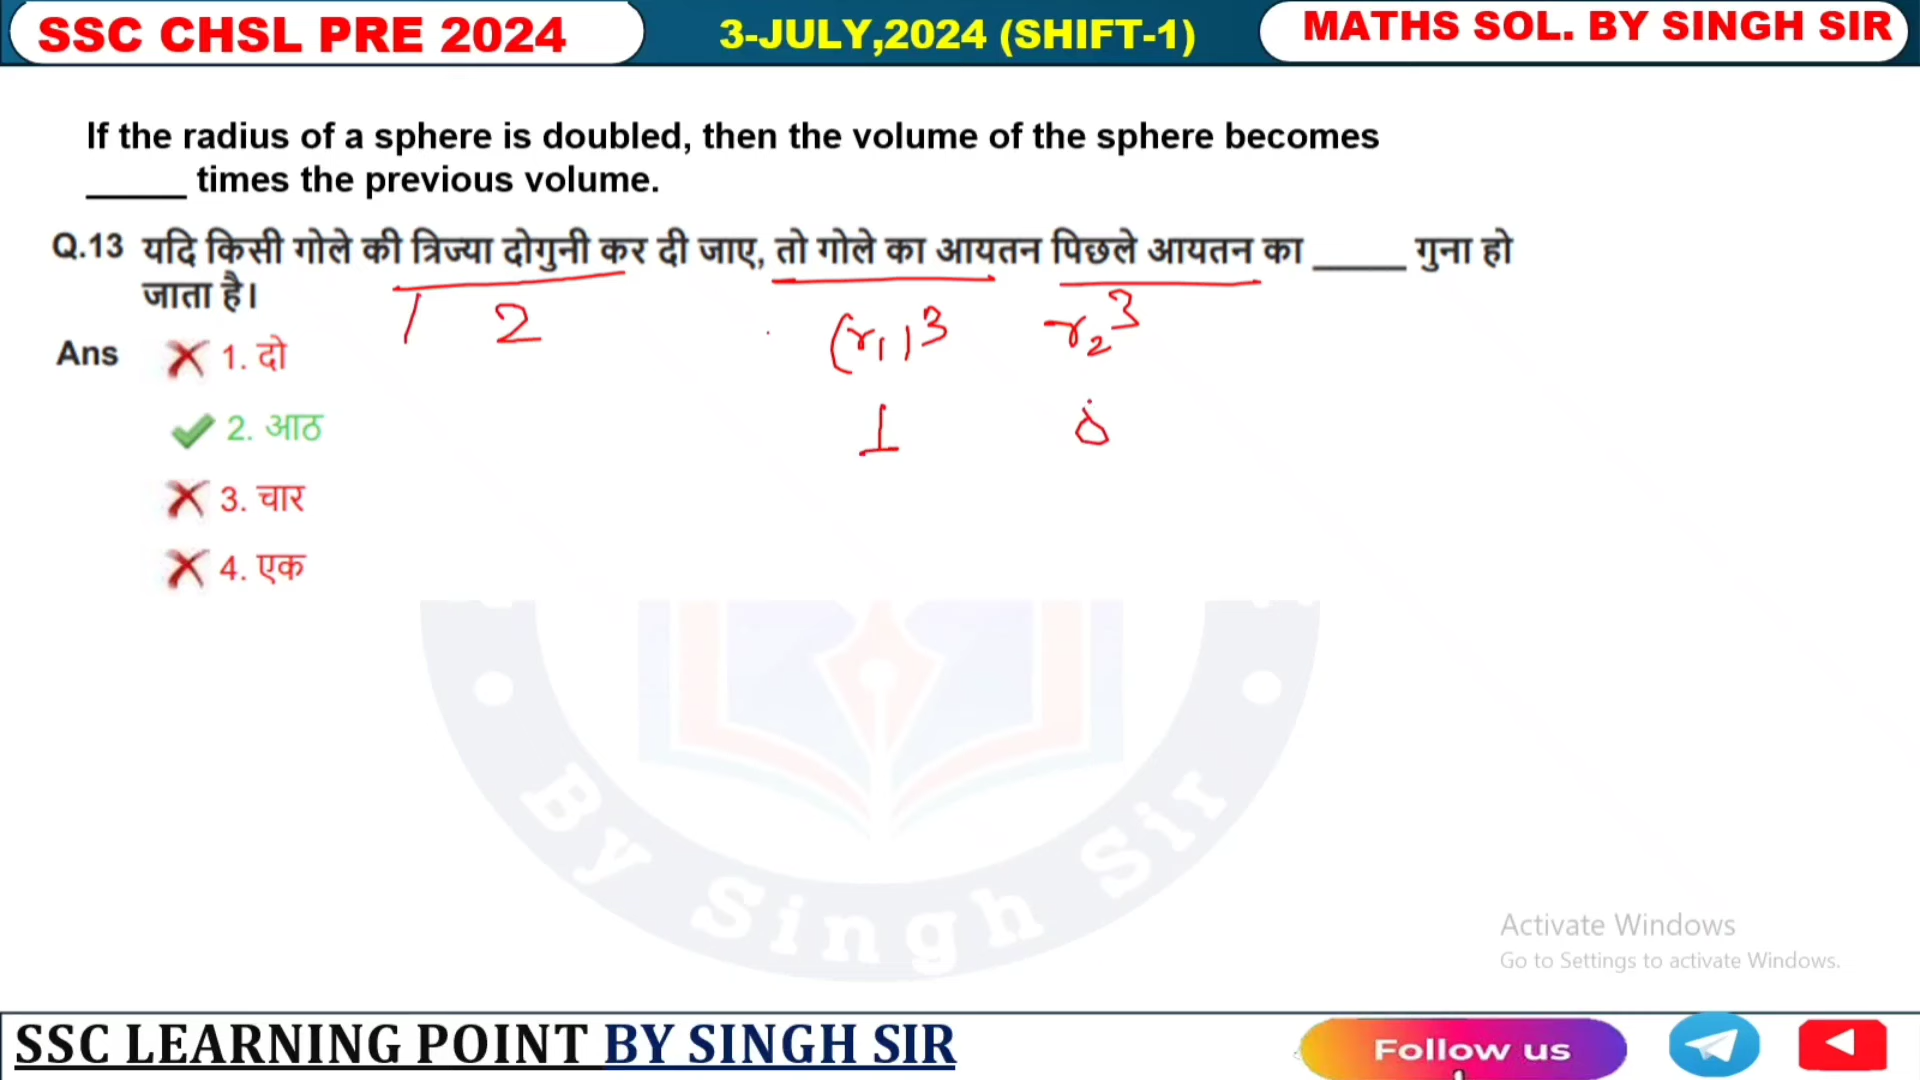 SSC CHSL PRE 2024
3-JULY,2024 (SHIFT-1)
MATHS SOL. BY SINGH SIR
If the radius of a sphere is doubled, then the volume of the sphere becomes
_____ times the previous volume.
Q.13 यदि किसी गोले की त्रिज्या दोगुनी कर दी जाए, तो गोले का आयतन पिछले आयतन का _____ गुना हो
जाता है।
1 2 (r₁)³ r₂³
Ans 1. दो
1
2. आठ
3. चार
4. एक
By Singh Sir
Activate Windows
Go to Settings to activate Windows.
SSC LEARNING POINT BY SINGH SIR
Follow us